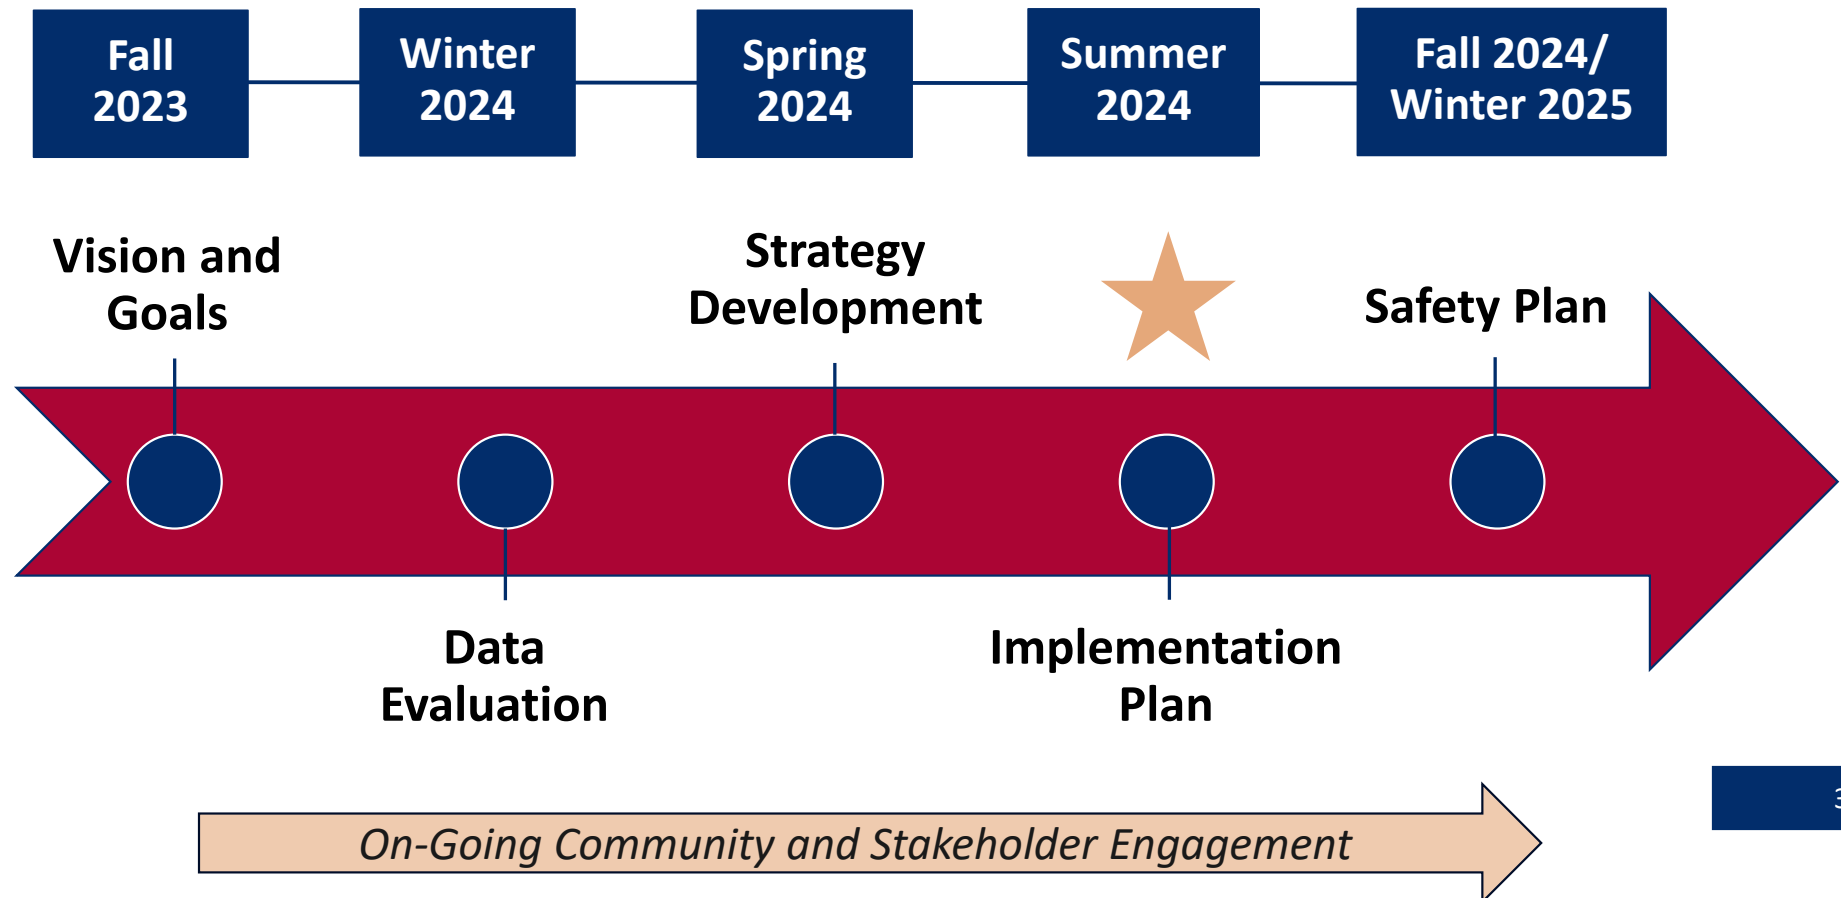 Fall
2023
Winter
2024
Spring
2024
Summer
2024
Fall 2024/
Winter 2025
Vision and
Goals
Strategy
Development
Safety Plan
Data
Evaluation
Implementation
Plan
On-Going Community and Stakeholder Engagement
3